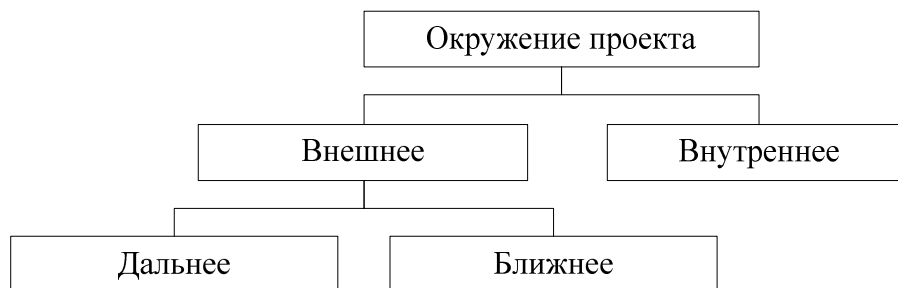 Окружение проекта
Внешнее
Внутреннее
Дальнее
Ближнее